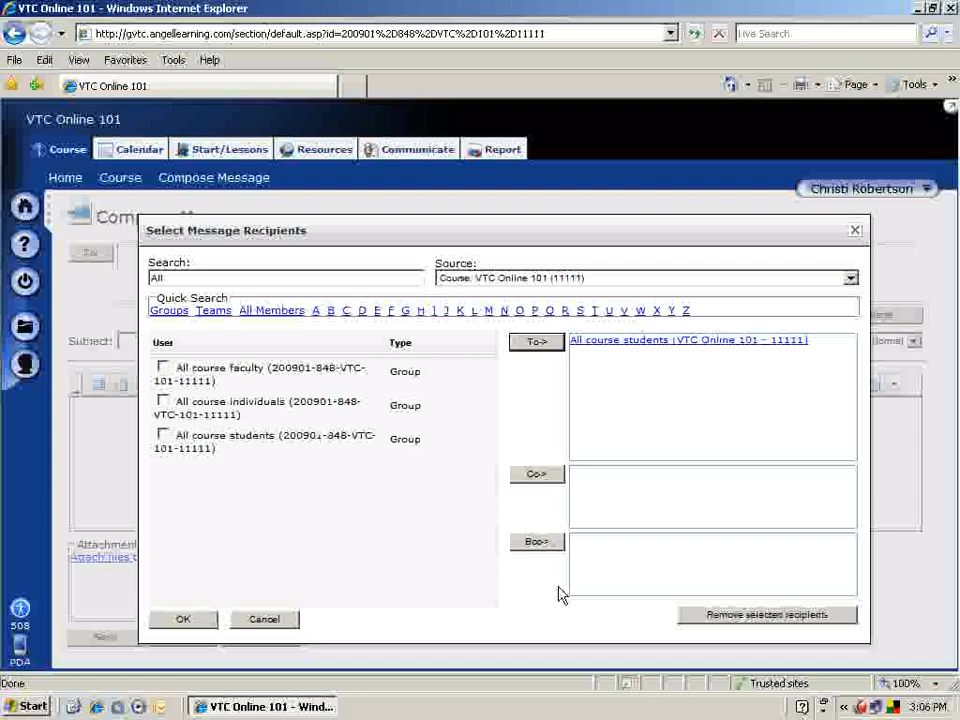 VTC Online 101 - Windows Internet Explorer
http://gvtc.angellearning.com/section/default.asp?id=200901%2D848%2DVTC%2D101%2D11111
Live Search
File Edit View Favorites Tools Help
VTC Online 101
Page Tools
VTC Online 101
Course Calendar Start/Lessons Resources Communicate Report
Home Course Compose Message
Christi Robertson
Select Message Recipients
Search: Source:
All Course: VTC Online 101 (11111)
Quick Search
Groups Teams All Members A B C D E F G H I J K L M N O P Q R S T U V W X Y Z
User Type To->
All course students (VTC Online 101 - 11111)
All course faculty (200901-848-VTC-
101-11111) Group
All course individuals (200901-848-
VTC-101-11111) Group
All course students (200901-848-VTC-
101-11111) Group
Subject:
Cc->
Bcc->
Attachment
Attach files
OK Cancel Remove selected recipients
508
PDA
Done Trusted sites 100%
Start VTC Online 101 - Wind... 3:06 PM